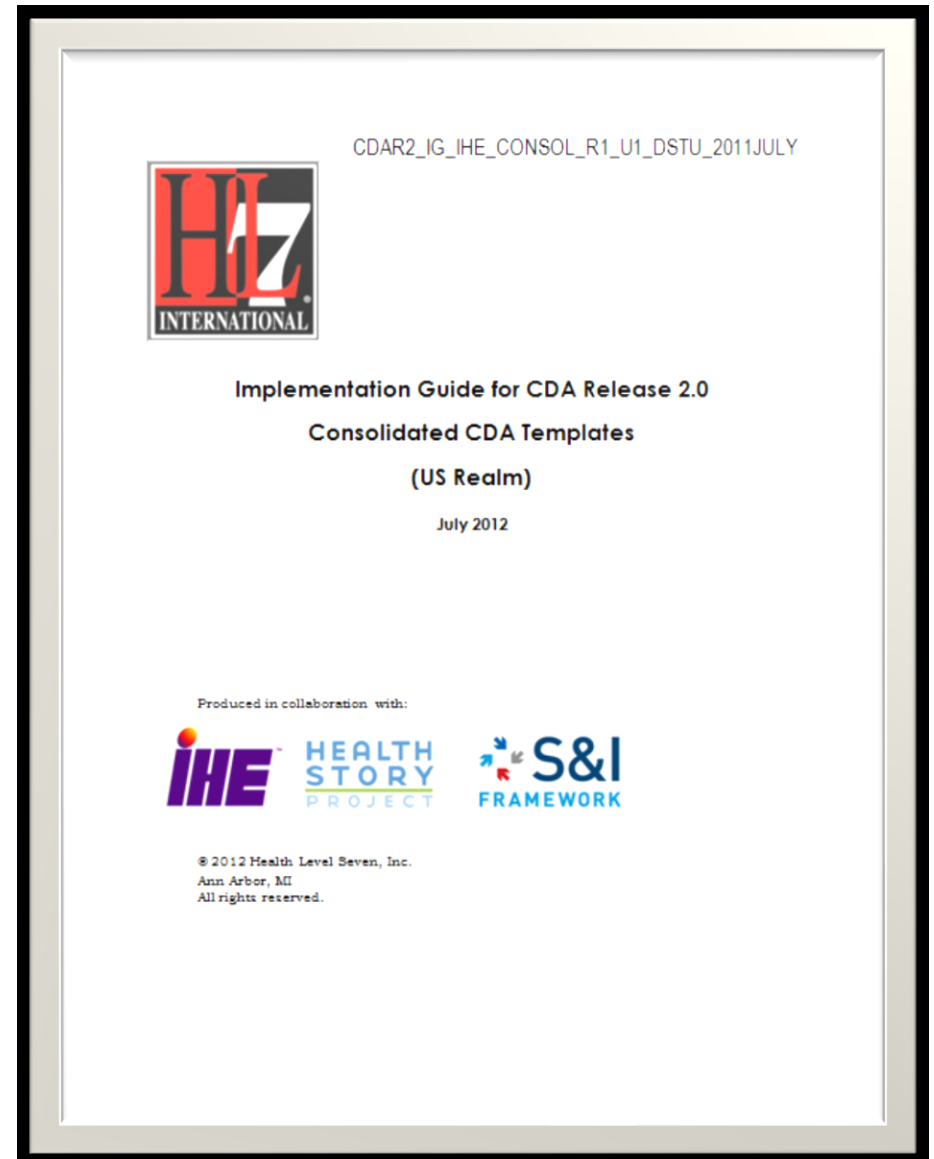 CDAR2_IG_IHE_CONSOL_R1_U1_DSTU_2011JULY
HL7®
INTERNATIONAL
Implementation Guide for CDA Release 2.0
Consolidated CDA Templates
(US Realm)
July 2012
Produced in collaboration with:
iHE™
HEALTH
STORY
PROJECT
S&I
FRAMEWORK
© 2012 Health Level Seven, Inc.
Ann Arbor, MI
All rights reserved.